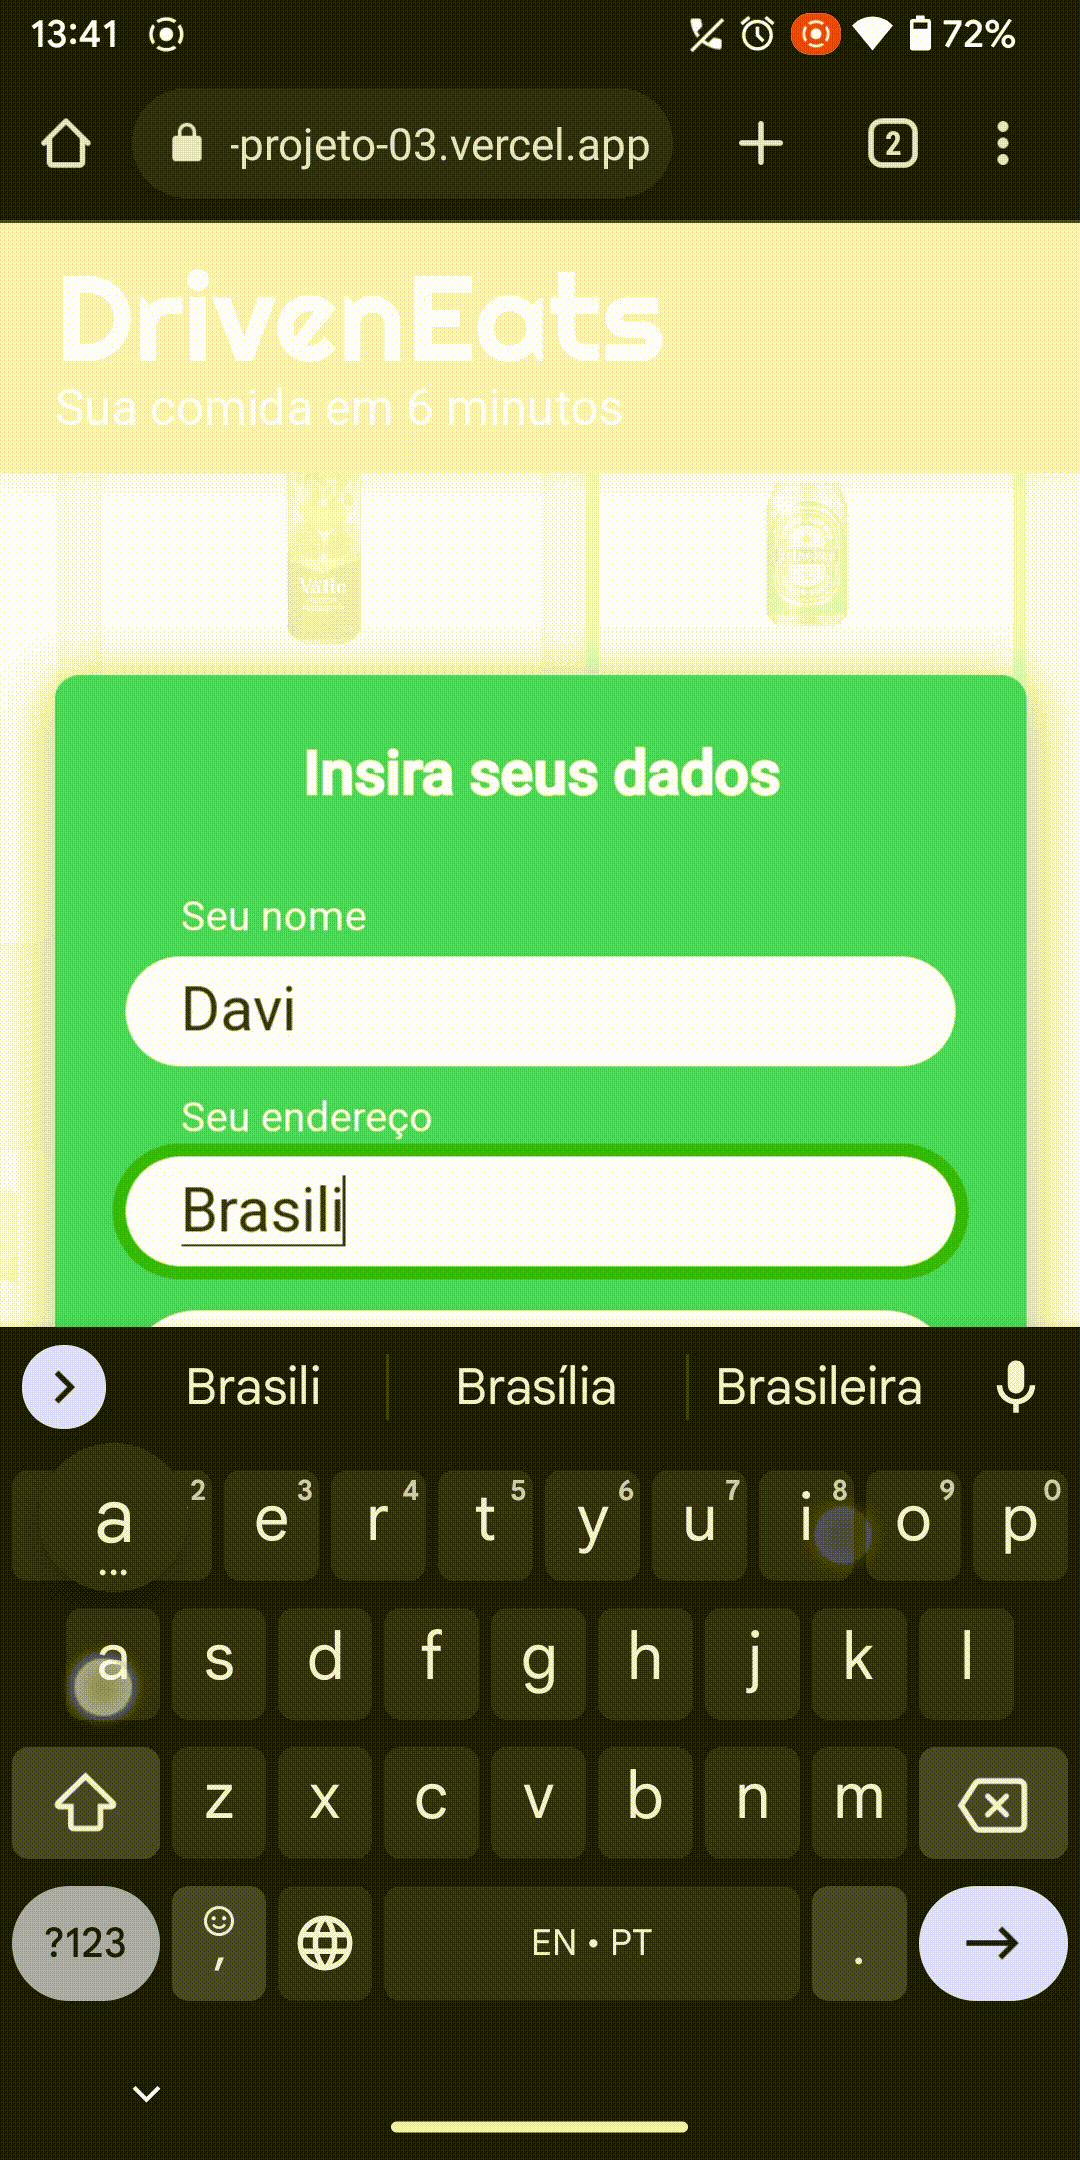 13:41 72%
-projeto-03.vercel.app 2
DrivenEats
Sua comida em 6 minutos
Insira seus dados
Seu nome
Davi
Seu endereço
Brasili
Brasili Brasília Brasileira
a 2 e 3 r 4 t 5 y 6 u 7 i 8 o 9 p 0
a s d f g h j k l
z x c v b n m
?123 , EN • PT .